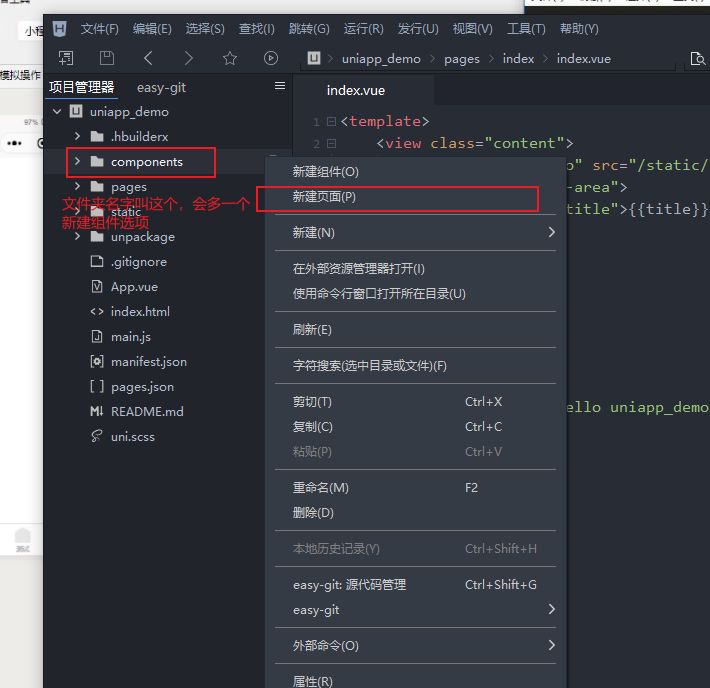 小程
模拟操作
97%
文件(F) 编辑(E) 选择(S) 查找(I) 跳转(G) 运行(R) 发行(U) 视图(V) 工具(T) 帮助(Y)
uniapp_demo pages index index.vue
项目管理器 easy-git
index.vue
uniapp_demo
.hbuilderx
components
pages
static
unpackage
.gitignore
App.vue
index.html
main.js
manifest.json
pages.json
README.md
uni.scss
文件夹名字叫这个，会多一个
新建组件选项
1 <template>
2 <view class="content">
src="/static/
-area">
title">{{title}}
ello uniapp_demo
新建组件(O)
新建页面(P)
新建(N)
在外部资源管理器打开(I)
使用命令行窗口打开所在目录(U)
刷新(E)
字符搜索(选中目录或文件)(F)
剪切(T) Ctrl+X
复制(C) Ctrl+C
粘贴(P) Ctrl+V
重命名(M) F2
删除(D)
本地历史记录(Y) Ctrl+Shift+H
easy-git: 源代码管理 Ctrl+Shift+G
easy-git
外部命令(O)
属性(R)